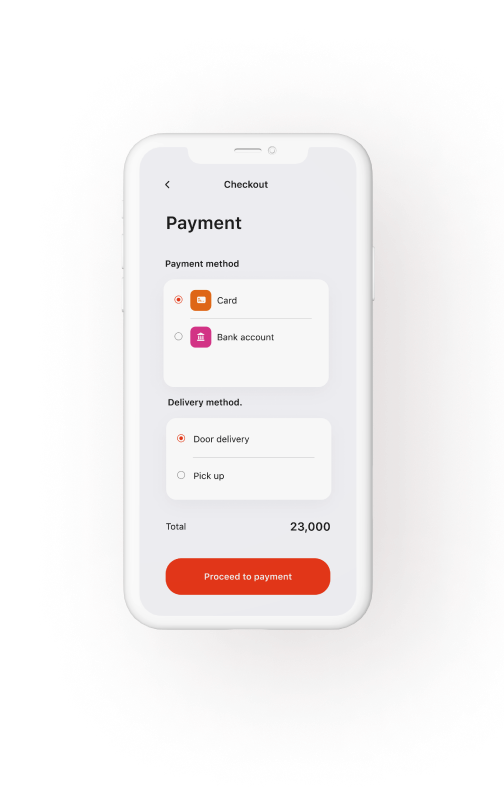 Checkout
Payment
Payment method
Card
Bank account
Delivery method.
Door delivery
Pick up
Total 23,000
Proceed to payment